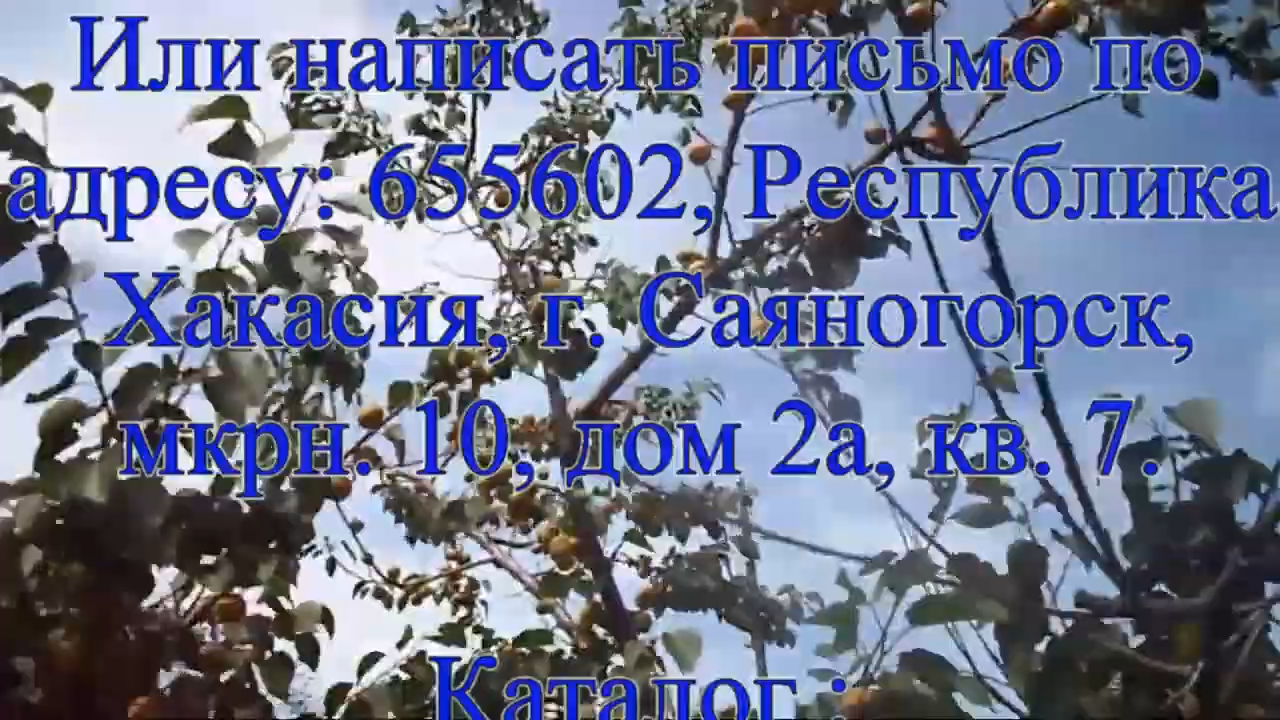 Или написать письмо по
адресу: 655602, Республика
Хакасия, г. Саяногорск,
мкрн. 10, дом 2а, кв. 7.
Каталог :